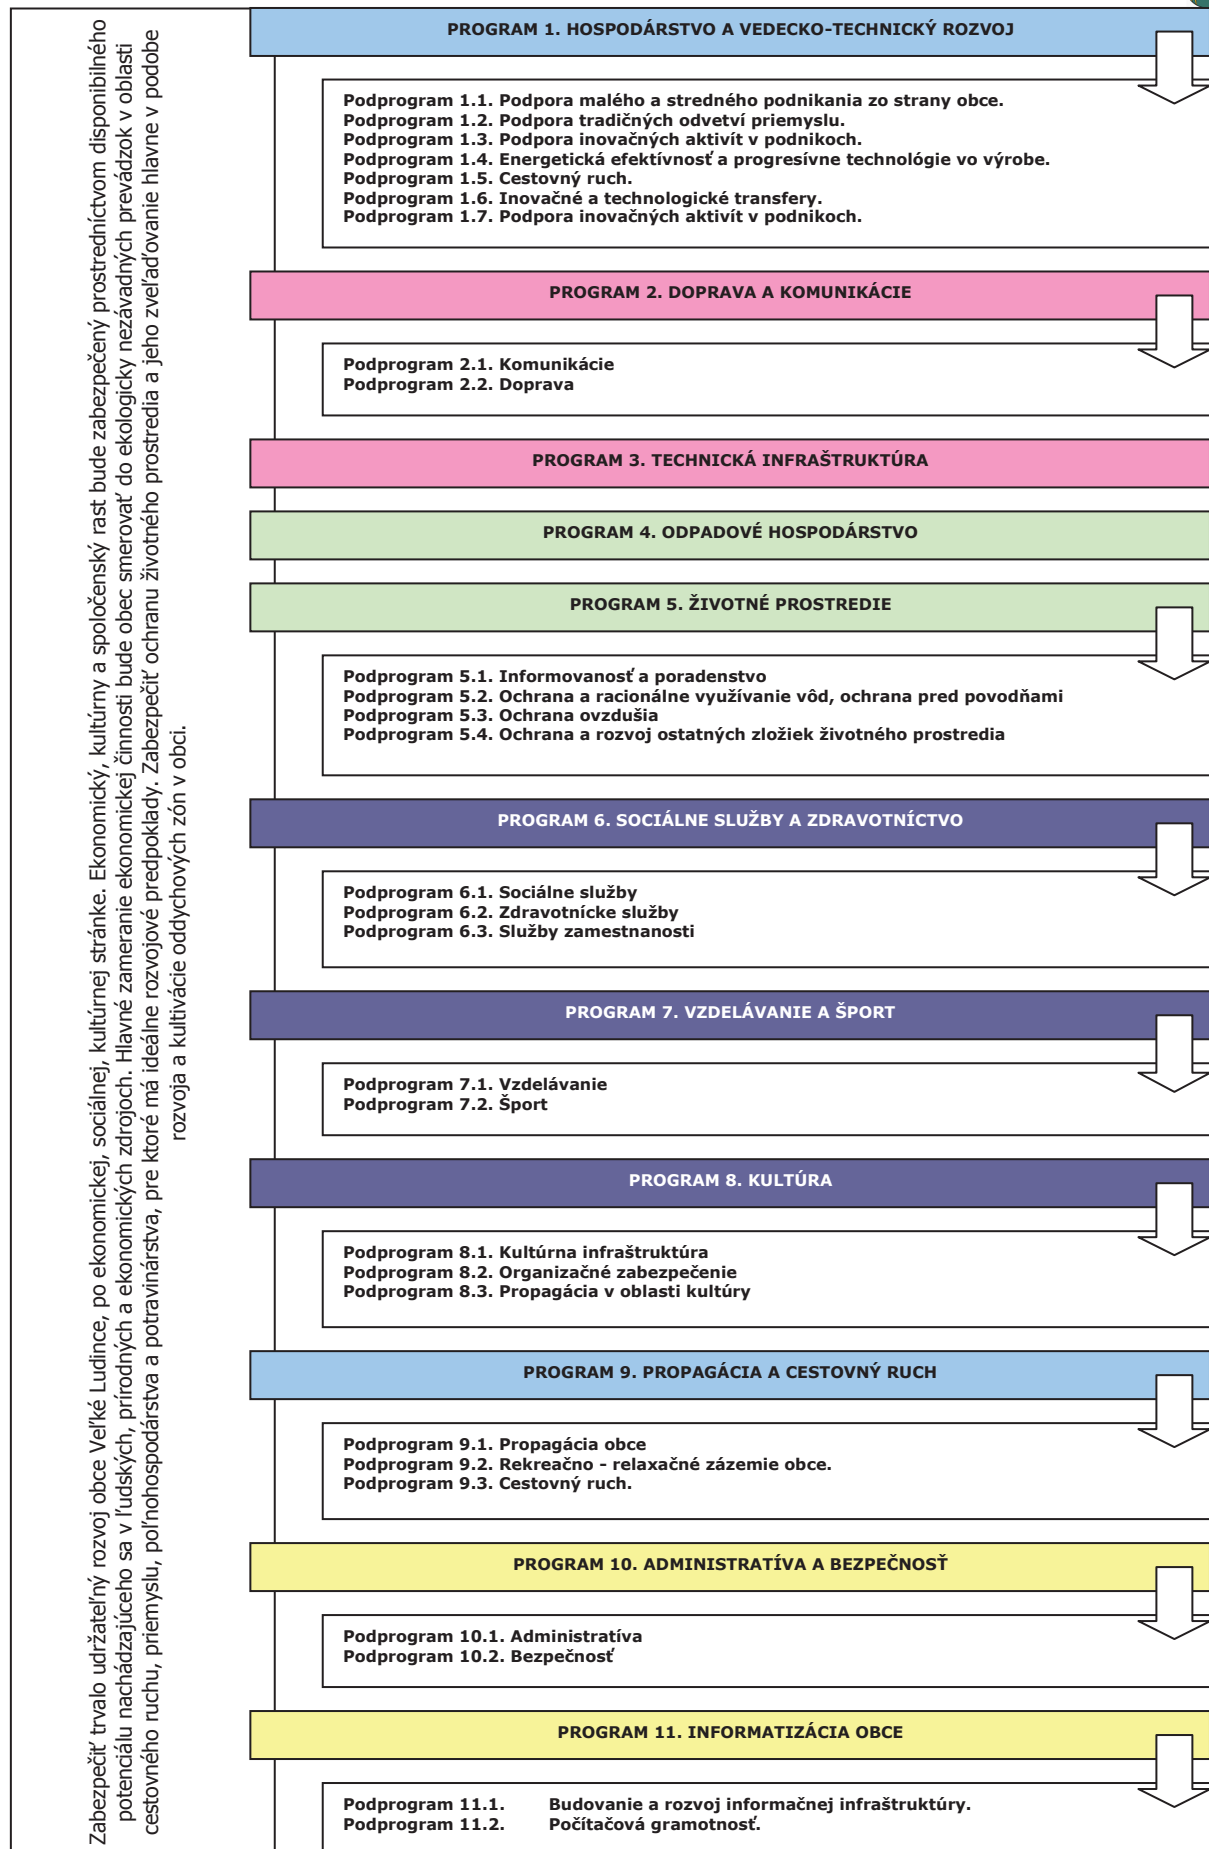 Zabezpečiť trvalo udržateľný rozvoj obce Veľké Ludince, po ekonomickej, sociálnej, kultúrnej stránke. Ekonomický, kultúrny a spoločenský rast bude zabezpečený prostredníctvom disponibilného
potenciálu nachádzajúceho sa v ľudských, prírodných a ekonomických zdrojoch. Hlavné zameranie ekonomickej činnosti bude obec smerovať do ekologicky nezávadných prevádzok v oblasti
cestovného ruchu, priemyslu, poľnohospodárstva a potravinárstva, pre ktoré má ideálne rozvojové predpoklady. Zabezpečiť ochranu životného prostredia a jeho zveľaďovanie hlavne v podobe
rozvoja a kultivácie oddychových zón v obci.
PROGRAM 1. HOSPODÁRSTVO A VEDECKO-TECHNICKÝ ROZVOJ
Podprogram 1.1. Podpora malého a stredného podnikania zo strany obce.
Podprogram 1.2. Podpora tradičných odvetví priemyslu.
Podprogram 1.3. Podpora inovačných aktivít v podnikoch.
Podprogram 1.4. Energetická efektívnosť a progresívne technológie vo výrobe.
Podprogram 1.5. Cestovný ruch.
Podprogram 1.6. Inovačné a technologické transfery.
Podprogram 1.7. Podpora inovačných aktivít v podnikoch.
PROGRAM 2. DOPRAVA A KOMUNIKÁCIE
Podprogram 2.1. Komunikácie
Podprogram 2.2. Doprava
PROGRAM 3. TECHNICKÁ INFRAŠTRUKTÚRA
PROGRAM 4. ODPADOVÉ HOSPODÁRSTVO
PROGRAM 5. ŽIVOTNÉ PROSTREDIE
Podprogram 5.1. Informovanosť a poradenstvo
Podprogram 5.2. Ochrana a racionálne využívanie vôd, ochrana pred povodňami
Podprogram 5.3. Ochrana ovzdušia
Podprogram 5.4. Ochrana a rozvoj ostatných zložiek životného prostredia
PROGRAM 6. SOCIÁLNE SLUŽBY A ZDRAVOTNÍCTVO
Podprogram 6.1. Sociálne služby
Podprogram 6.2. Zdravotnícke služby
Podprogram 6.3. Služby zamestnanosti
PROGRAM 7. VZDELÁVANIE A ŠPORT
Podprogram 7.1. Vzdelávanie
Podprogram 7.2. Šport
PROGRAM 8. KULTÚRA
Podprogram 8.1. Kultúrna infraštruktúra
Podprogram 8.2. Organizačné zabezpečenie
Podprogram 8.3. Propagácia v oblasti kultúry
PROGRAM 9. PROPAGÁCIA A CESTOVNÝ RUCH
Podprogram 9.1. Propagácia obce
Podprogram 9.2. Rekreačno - relaxačné zázemie obce.
Podprogram 9.3. Cestovný ruch.
PROGRAM 10. ADMINISTRATÍVA A BEZPEČNOSŤ
Podprogram 10.1. Administratíva
Podprogram 10.2. Bezpečnosť
PROGRAM 11. INFORMATIZÁCIA OBCE
Podprogram 11.1. Budovanie a rozvoj informačnej infraštruktúry.
Podprogram 11.2. Počítačová gramotnosť.